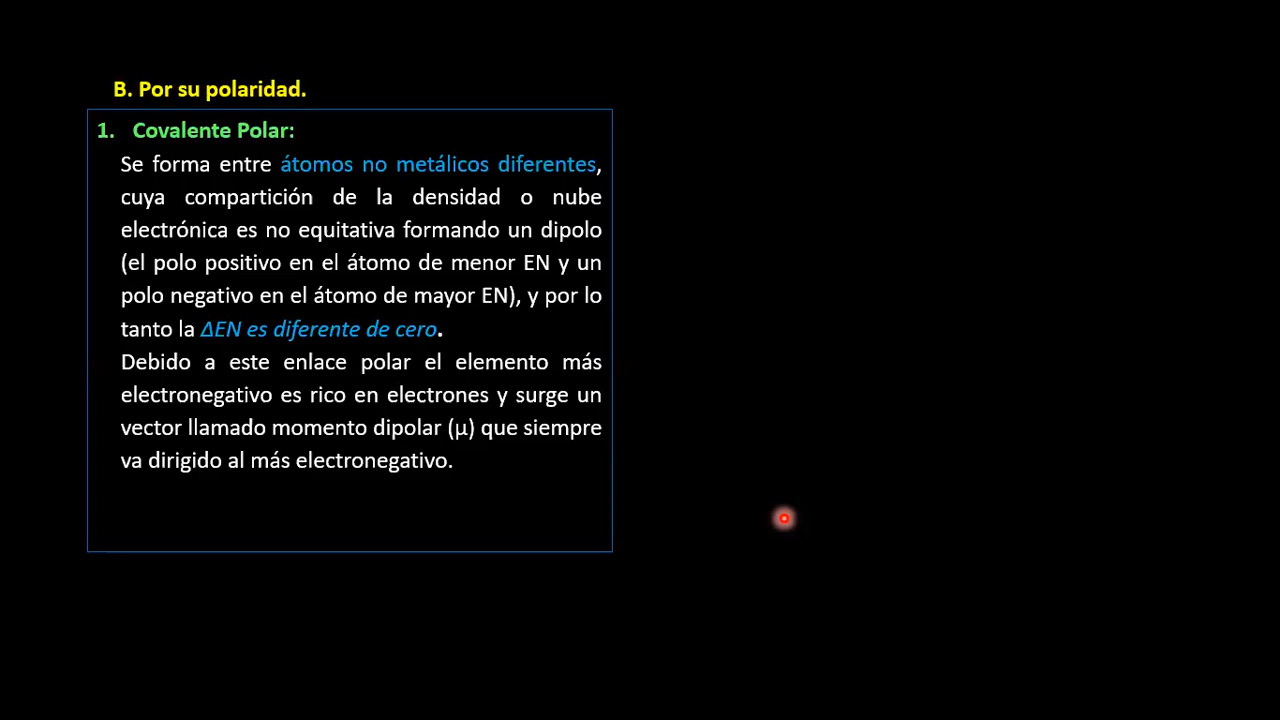 B. Por su polaridad.
1. Covalente Polar:
Se forma entre átomos no metálicos diferentes,
cuya compartición de la densidad o nube
electrónica es no equitativa formando un dipolo
(el polo positivo en el átomo de menor EN y un
polo negativo en el átomo de mayor EN), y por lo
tanto la ΔEN es diferente de cero.
Debido a este enlace polar el elemento más
electronegativo es rico en electrones y surge un
vector llamado momento dipolar (μ) que siempre
va dirigido al más electronegativo.